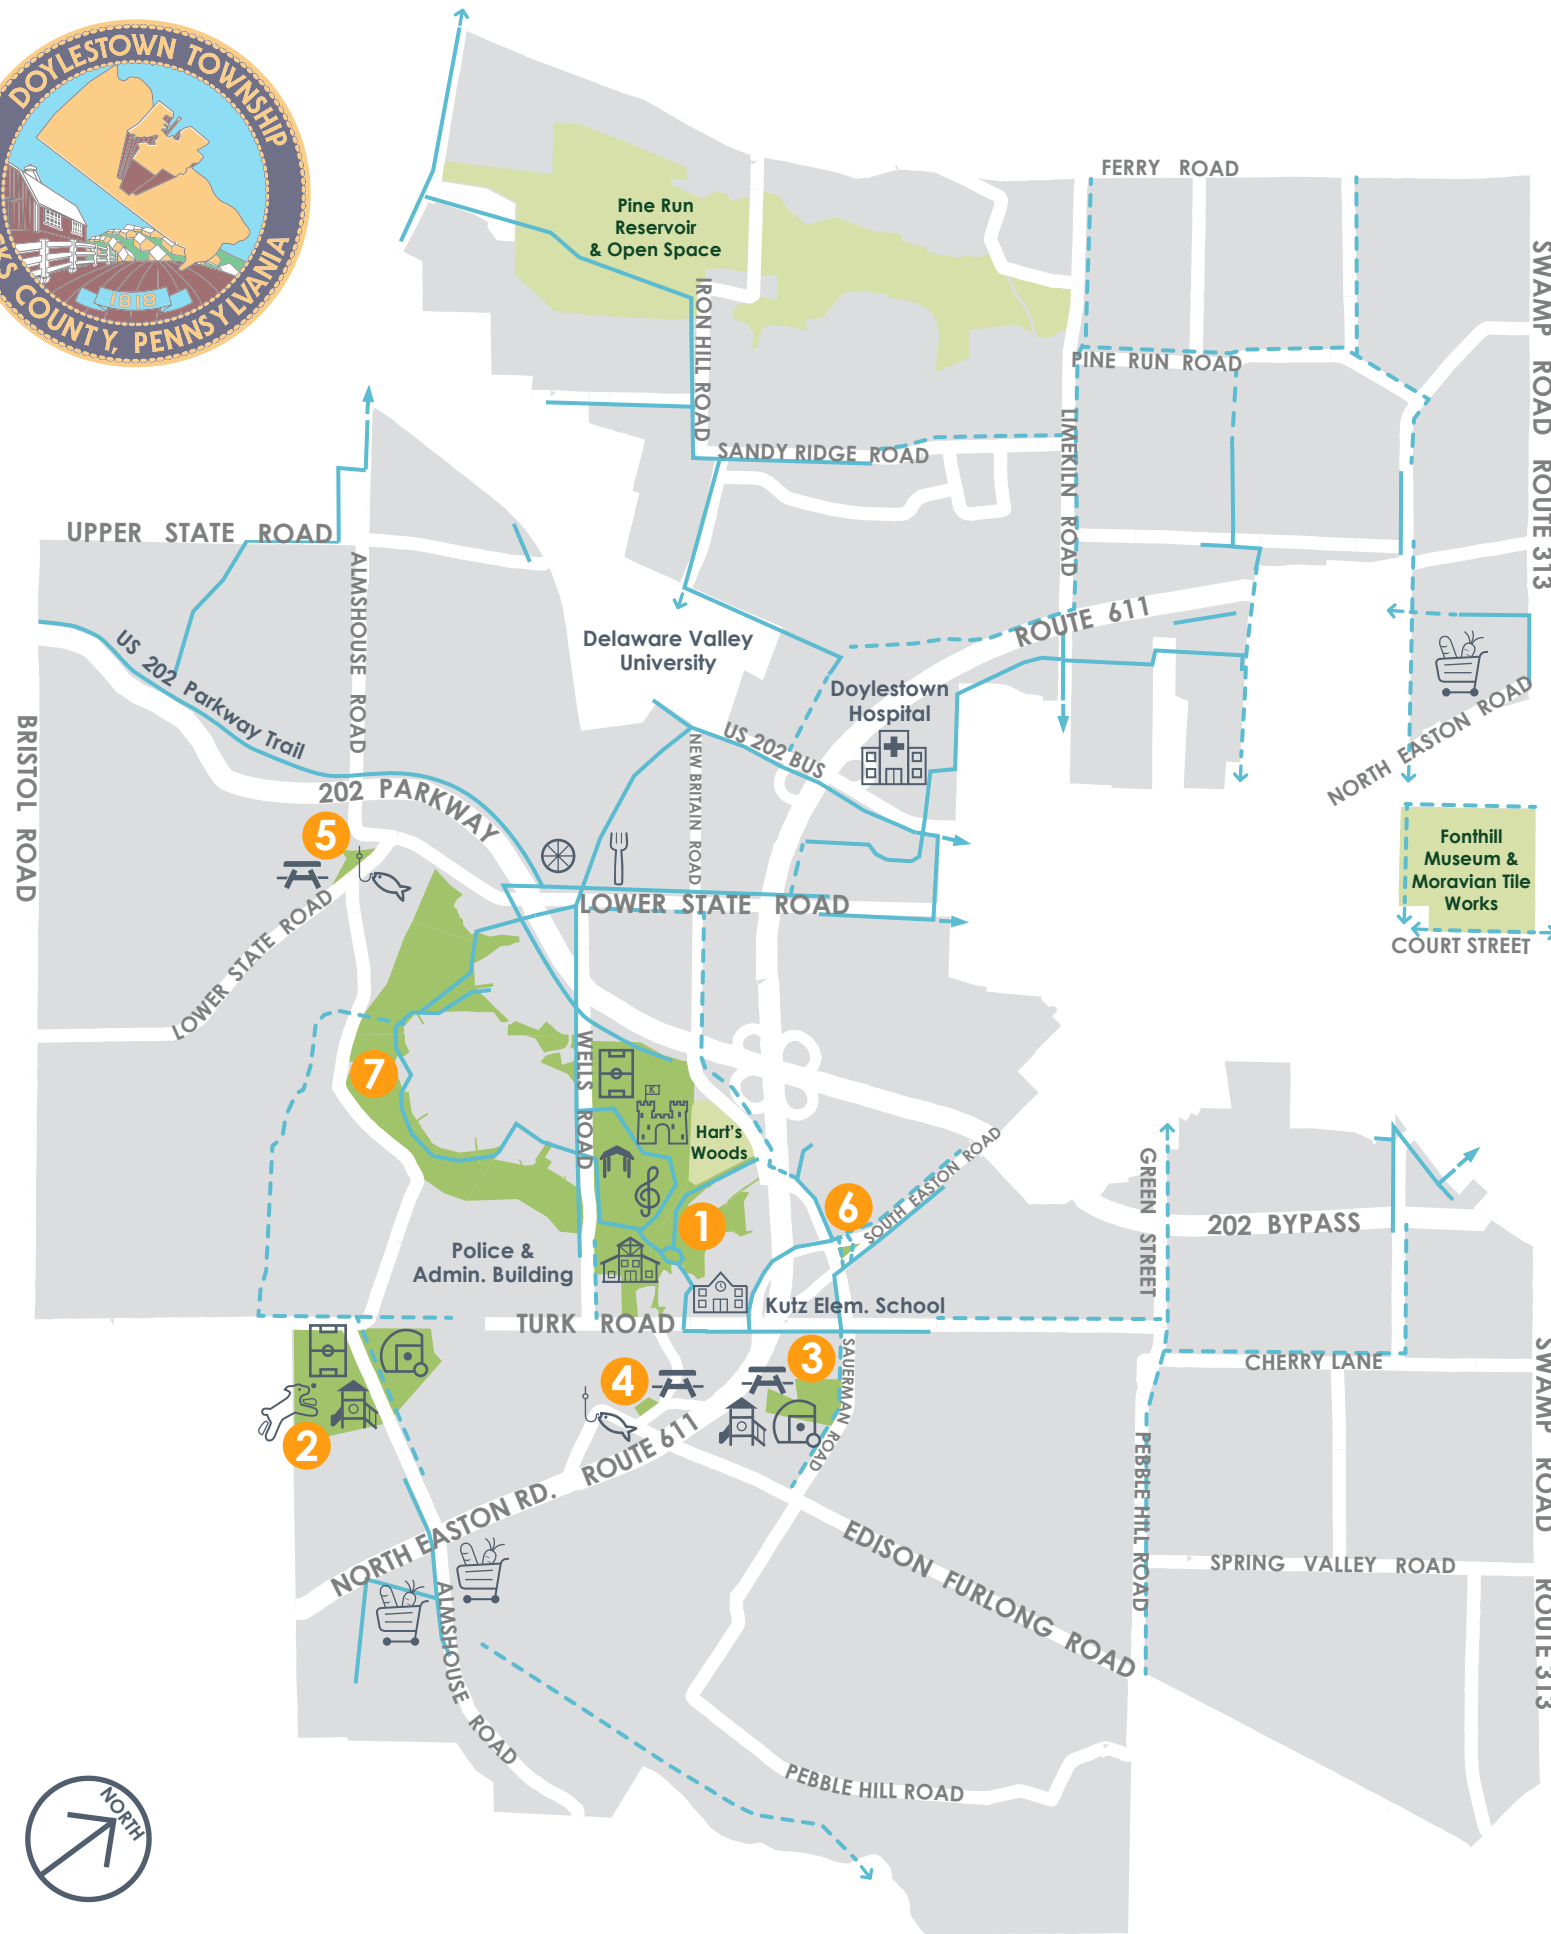 DOYLESTOWN TOWNSHIP
KS COUNTY, PENNSYLVANIA
1818
FERRY ROAD
Pine Run
Reservoir
& Open Space
IRON HILL ROAD
SWAMP ROAD ROUTE 313
PINE RUN ROAD
LIMEKILN ROAD
SANDY RIDGE ROAD
UPPER STATE ROAD
ALMSHOUSE ROAD
ROUTE 611
US 202 Parkway Trail
Delaware Valley
University
Doylestown
Hospital
NORTH EASTON ROAD
BRISTOL ROAD
US 202 BUS
NEW BRITAIN ROAD
202 PARKWAY
5
Fonthill
Museum &
Moravian Tile
Works
COURT STREET
LOWER STATE ROAD
LOWER STATE ROAD
WELLS ROAD
7
K
Hart's
Woods
SOUTH EASTON ROAD
GREEN STREET
6
1
202 BYPASS
Police &
Admin. Building
Kutz Elem. School
TURK ROAD
3
SAUERMAN ROAD
CHERRY LANE
4
2
ROUTE 611
NORTH EASTON RD.
PEBBLE HILL ROAD
SWAMP ROAD ROUTE 313
EDISON FURLONG ROAD
SPRING VALLEY ROAD
ALMSHOUSE ROAD
PEBBLE HILL ROAD
NORTH